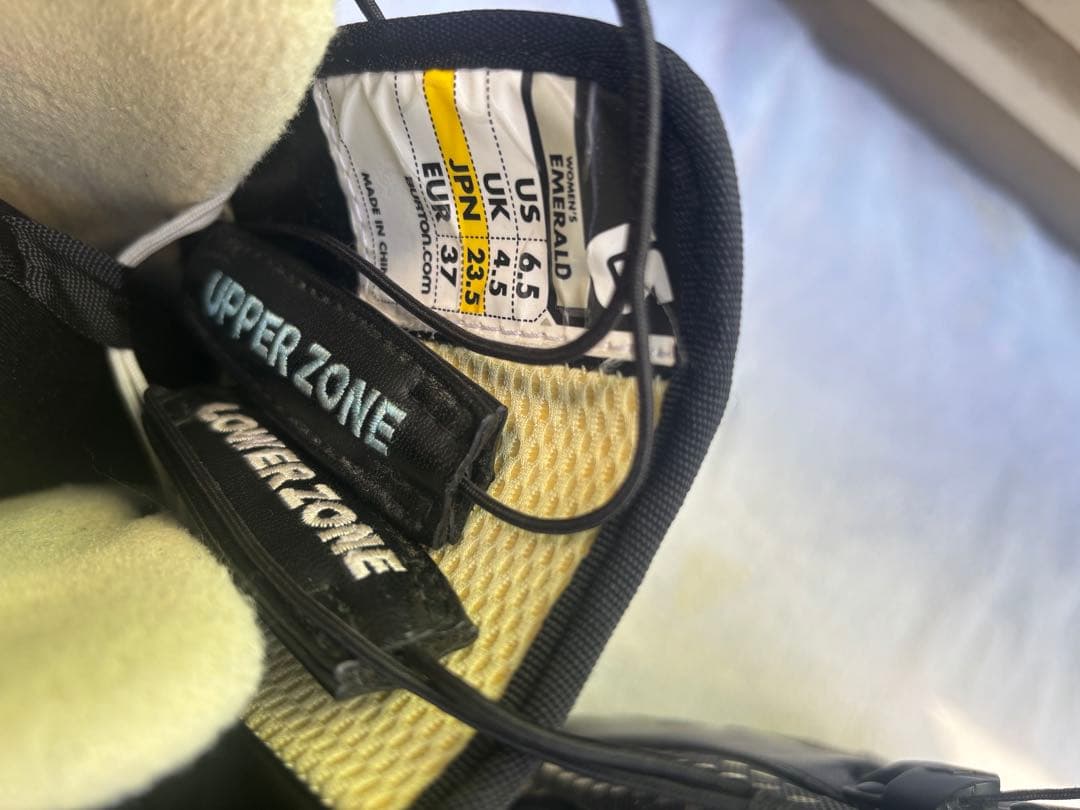 WOMEN'S
EMERALD
US 6.5
UK 4.5
JPN 23.5
EUR 37
BURTON.COM
MADE IN
UPPER ZONE
LOWER ZONE